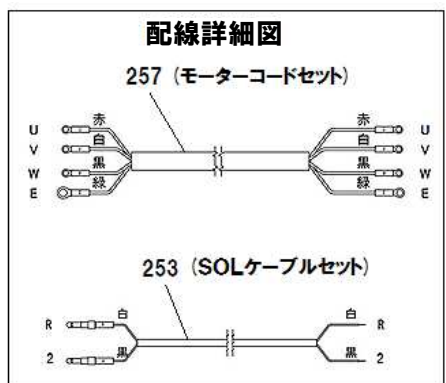 配線詳細図
257 (モーターコードセット)
U 赤 赤 U
V 白 白 V
W 黒 黒 W
E 緑 緑 E
253 (SOLケーブルセット)
R 白 白 R
2 黒 黒 2